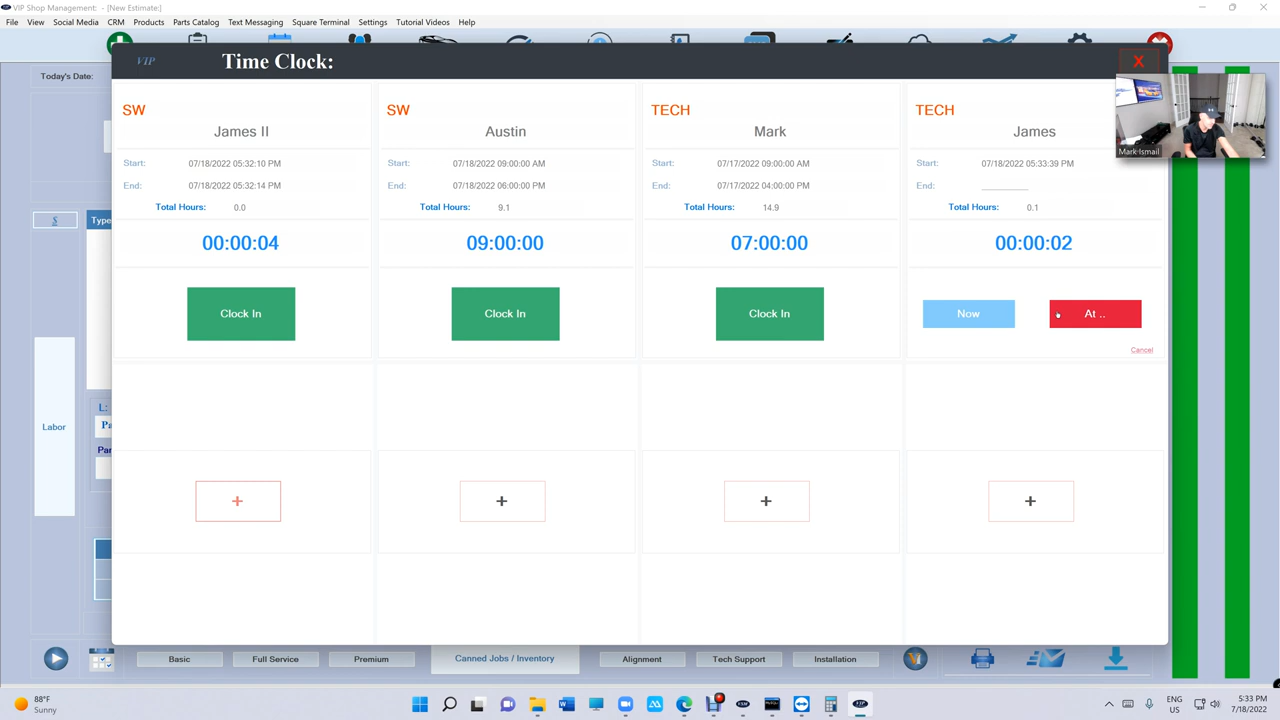 VIP Shop Management: - [New Estimate:]
File View Social Media CRM Products Parts Catalog Text Messaging Square Terminal Settings Tutorial Videos Help
VIP Time Clock: X
Today's Date:
SW
James II
Start: 07/18/2022 05:32:10 PM
End: 07/18/2022 05:32:14 PM
Total Hours: 0.0
00:00:04
Clock In
SW
Austin
Start: 07/18/2022 09:00:00 AM
End: 07/18/2022 06:00:00 PM
Total Hours: 9.1
09:00:00
Clock In
TECH
Mark
Start: 07/17/2022 09:00:00 AM
End: 07/17/2022 04:00:00 PM
Total Hours: 14.9
07:00:00
Clock In
TECH
James
Start: 07/18/2022 05:33:39 PM
End: __________
Total Hours: 0.1
00:00:02
Now At ..
Cancel
Mark Ismail
S Type
Labor
L:
Pa
Par
+ + + +
Basic Full Service Premium Canned Jobs / Inventory Alignment Tech Support Installation
88°F
Sunny
ENG
US
5:33 PM
7/18/2022